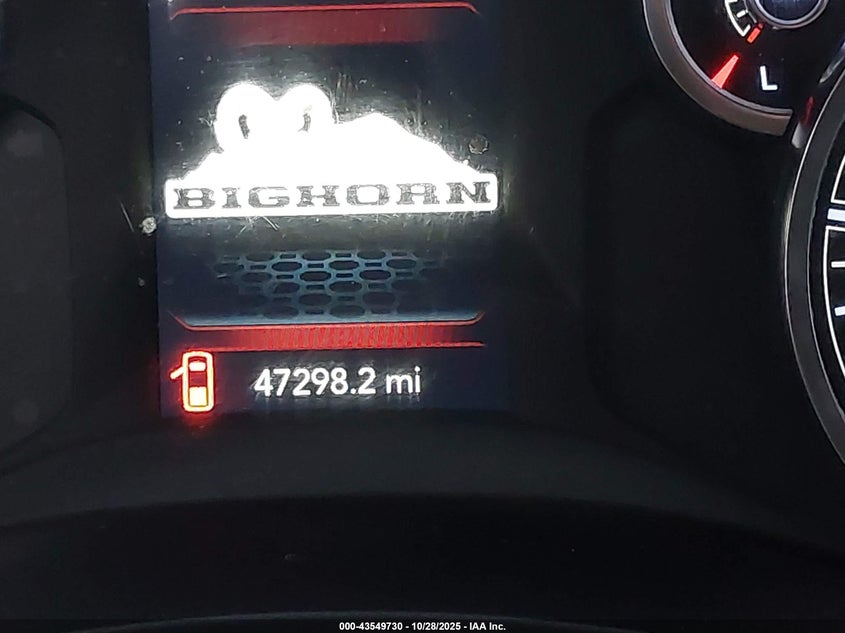 L
BIGHORN
47298.2 mi
000-43549730 - 10/28/2025 - IAA Inc.